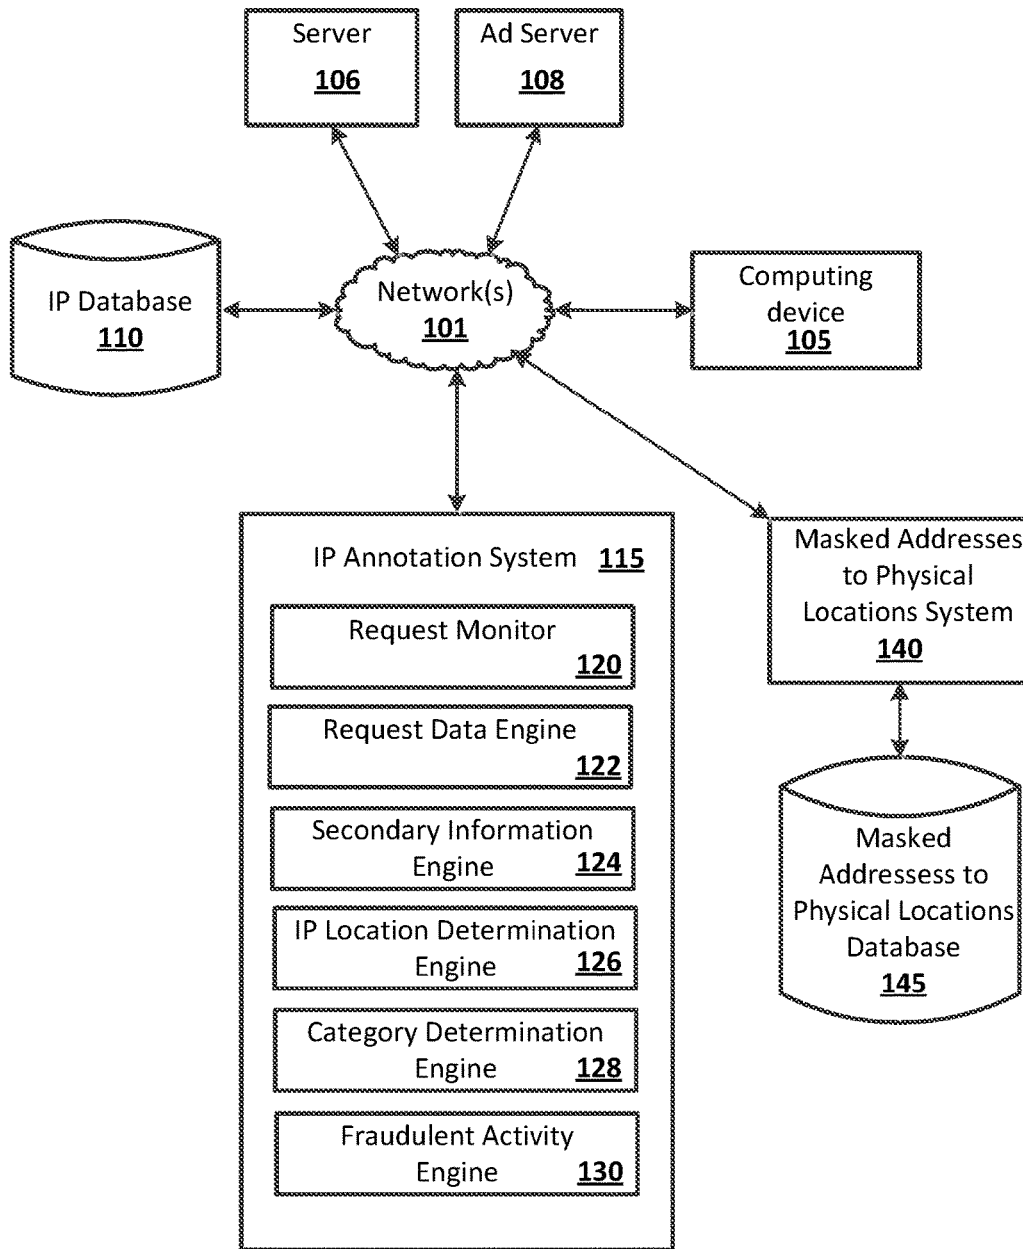 Server
106
Ad Server
108
IP Database
110
Network(s)
101
Computing
device
105
IP Annotation System 115
Request Monitor
120
Request Data Engine
122
Secondary Information
Engine 124
IP Location Determination
Engine 126
Category Determination
Engine 128
Fraudulent Activity
Engine 130
Masked Addresses
to Physical
Locations System
140
Masked
Addressess to
Physical Locations
Database
145